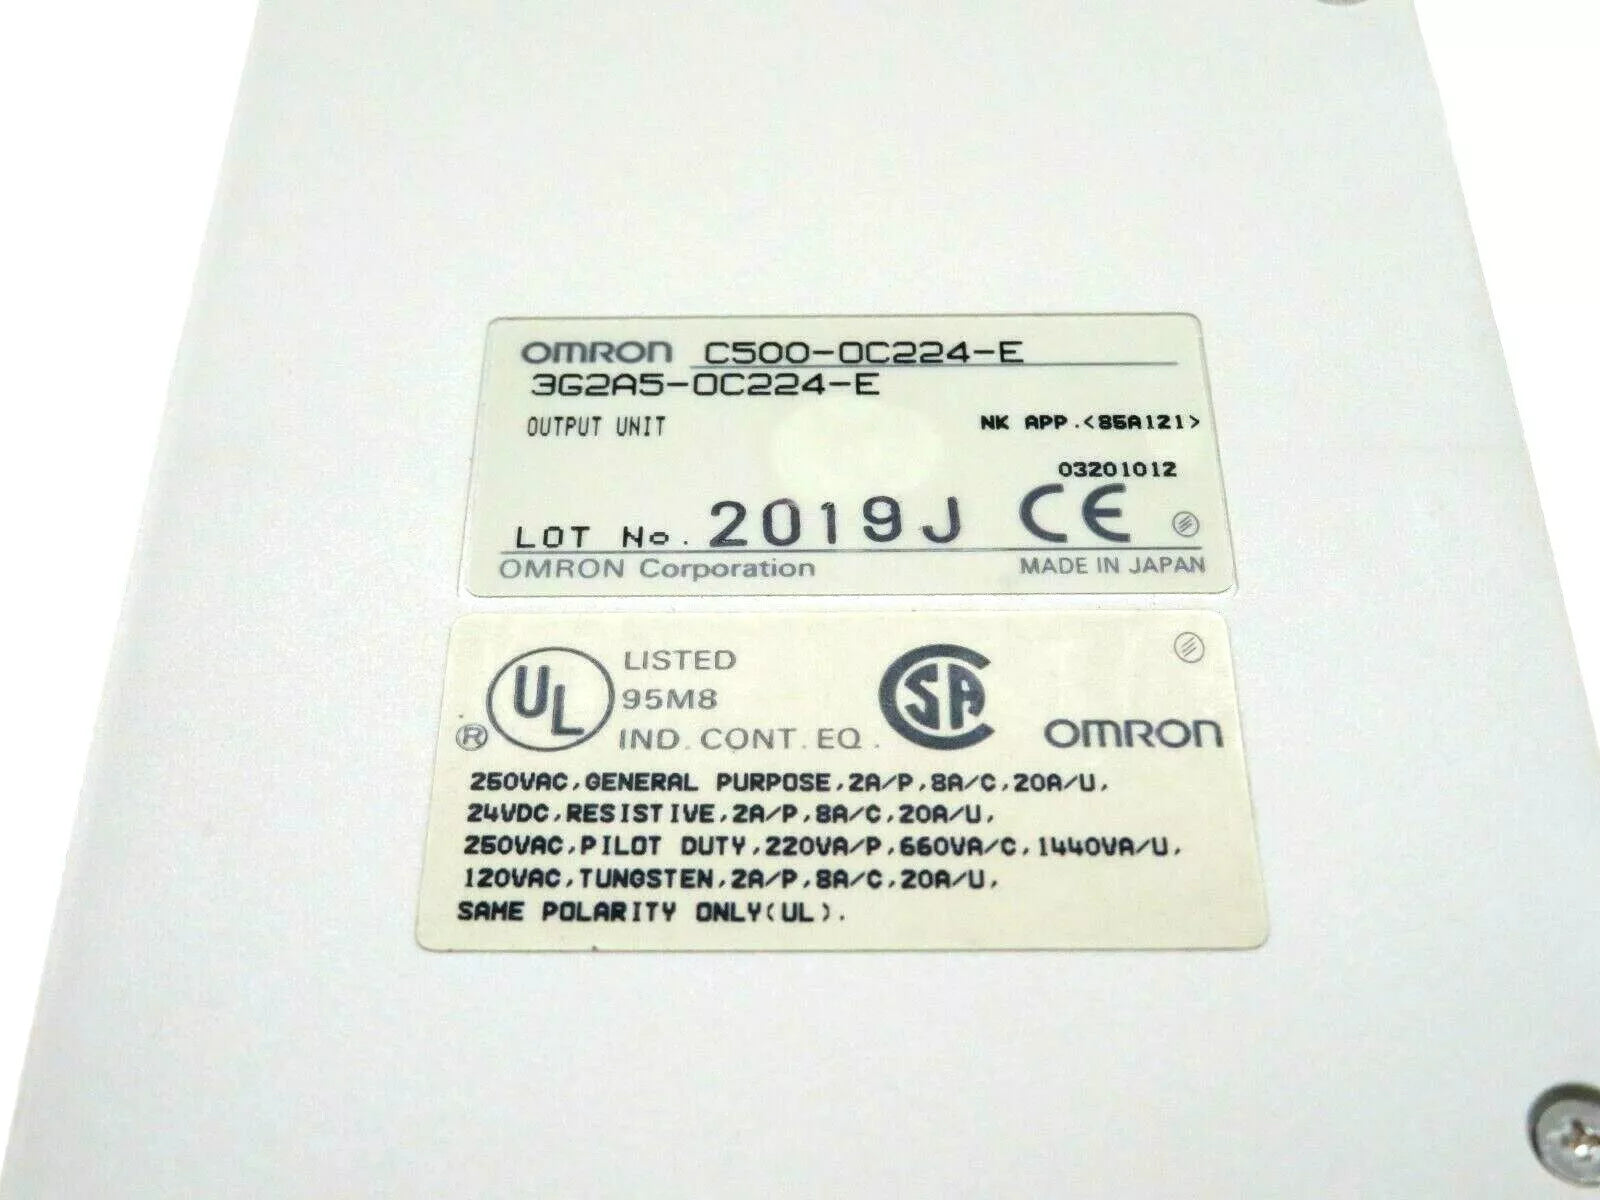 OMRON C500-OC224-E
3G2A5-OC224-E
OUTPUT UNIT NK APP.<85A121>
03201012
LOT No. 2019J CE
OMRON Corporation MADE IN JAPAN
UL LISTED
95M8
® IND. CONT. EQ.
CSA OMRON
250VAC,GENERAL PURPOSE,2A/P,8A/C,20A/U,
24VDC,RESISTIVE,2A/P,8A/C,20A/U,
250VAC,PILOT DUTY,220VA/P,660VA/C,1440VA/U,
120VAC,TUNGSTEN,2A/P,8A/C,20A/U,
SAME POLARITY ONLY(UL).